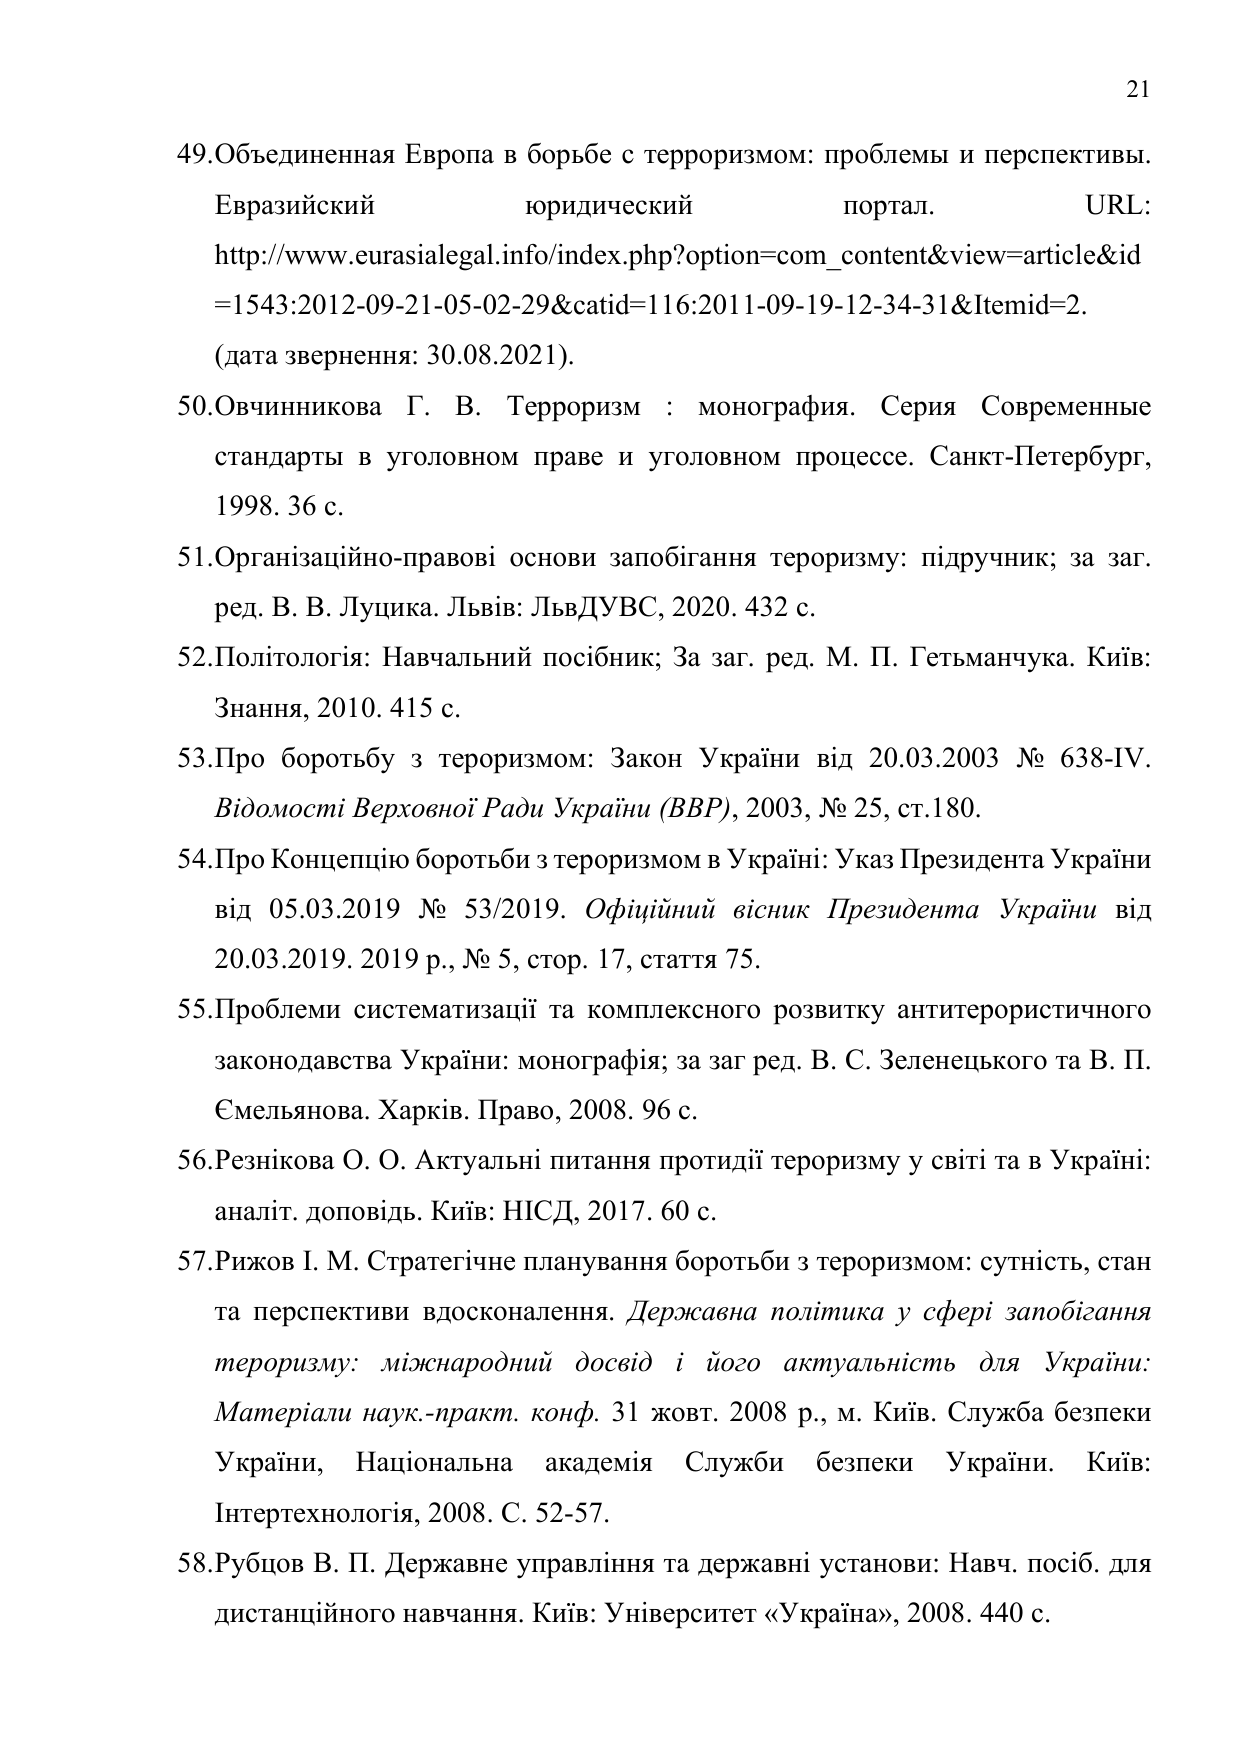 21
49.Объединенная Европа в борьбе с терроризмом: проблемы и перспективы.
Евразийский юридический портал. URL:
http://www.eurasialegal.info/index.php?option=com_content&view=article&id
=1543:2012-09-21-05-02-29&catid=116:2011-09-19-12-34-31&Itemid=2.
(дата звернення: 30.08.2021).
50.Овчинникова Г. В. Терроризм : монография. Серия Современные
стандарты в уголовном праве и уголовном процессе. Санкт-Петербург,
1998. 36 с.
51.Організаційно-правові основи запобігання тероризму: підручник; за заг.
ред. В. В. Луцика. Львів: ЛьвДУВС, 2020. 432 с.
52.Політологія: Навчальний посібник; За заг. ред. М. П. Гетьманчука. Київ:
Знання, 2010. 415 с.
53.Про боротьбу з тероризмом: Закон України від 20.03.2003 № 638-IV.
Відомості Верховної Ради України (ВВР), 2003, № 25, ст.180.
54.Про Концепцію боротьби з тероризмом в Україні: Указ Президента України
від 05.03.2019 № 53/2019. Офіційний вісник Президента України від
20.03.2019. 2019 р., № 5, стор. 17, стаття 75.
55.Проблеми систематизації та комплексного розвитку антитерористичного
законодавства України: монографія; за заг ред. В. С. Зеленецького та В. П.
Ємельянова. Харків. Право, 2008. 96 с.
56.Резнікова О. О. Актуальні питання протидії тероризму у світі та в Україні:
аналіт. доповідь. Київ: НІСД, 2017. 60 с.
57.Рижов І. М. Стратегічне планування боротьби з тероризмом: сутність, стан
та перспективи вдосконалення. Державна політика у сфері запобігання
тероризму: міжнародний досвід і його актуальність для України:
Матеріали наук.-практ. конф. 31 жовт. 2008 р., м. Київ. Служба безпеки
України, Національна академія Служби безпеки України. Київ:
Інтертехнологія, 2008. С. 52-57.
58.Рубцов В. П. Державне управління та державні установи: Навч. посіб. для
дистанційного навчання. Київ: Університет «Україна», 2008. 440 с.